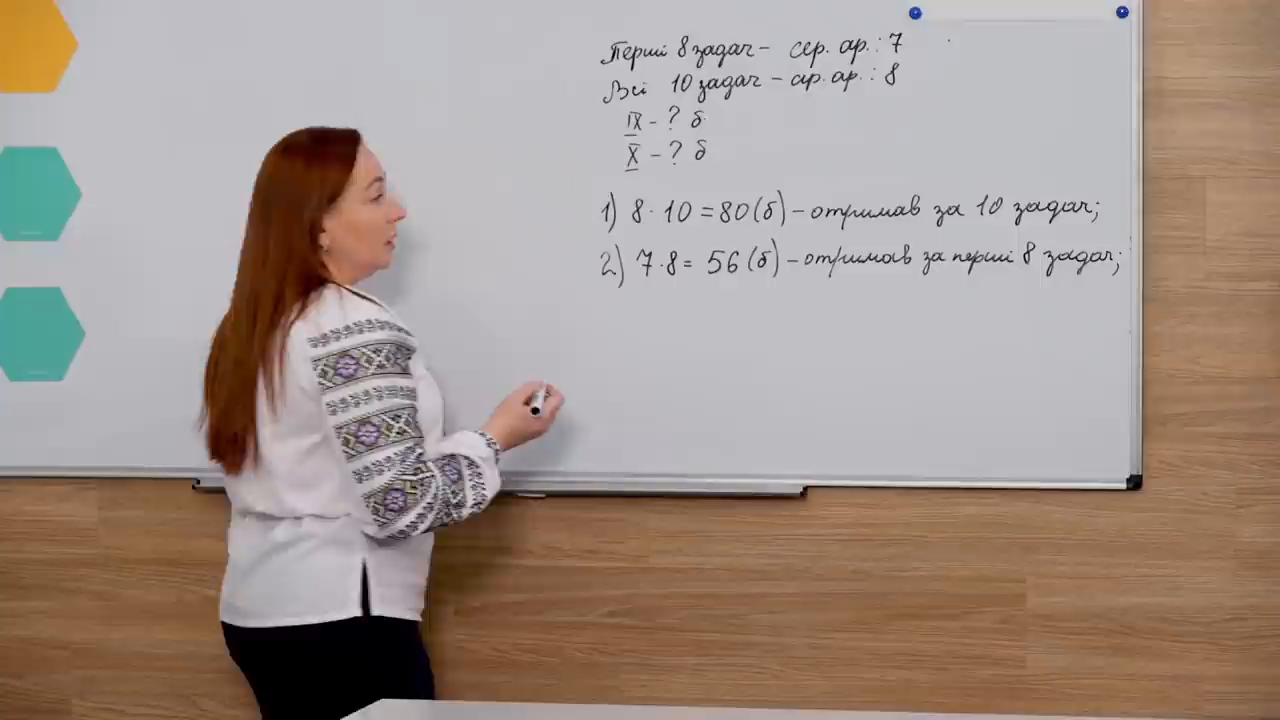 Перші 8 задач – сер. ар.: 7
Всі 10 задач – ср. ар.: 8
IX – ? б
X – ? б
1) 8 · 10 = 80 (б) – отримав за 10 задач;
2) 7 · 8 = 56 (б) – отримав за перші 8 задач;